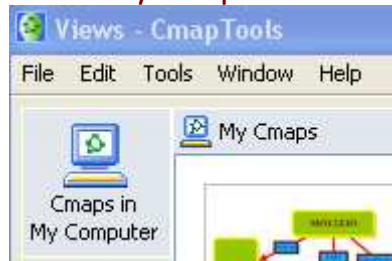 Views - CmapTools
File Edit Tools Window Help
My Cmaps
Cmaps in
My Computer